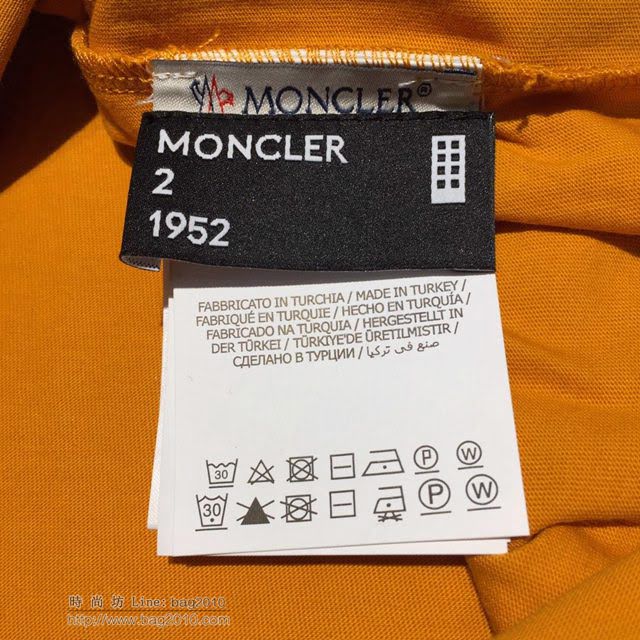 MONCLER®
MONCLER
2
1952
FABBRICATO IN TURCHIA / MADE IN TURKEY /
FABRIQUÉ EN TURQUIE / HECHO EN TURQUÍA /
FABRICADO NA TÚRQUIA / HERGESTELLT IN
DER TÜRKEI / TÜRKIYE'DE ÜRETILMISTIR /
СДЕЛАНО В ТУРЦИИ / صنع في تركيا
30 P W
30 P W
時尚坊 Line: bag2010
http://www.bag2010.com